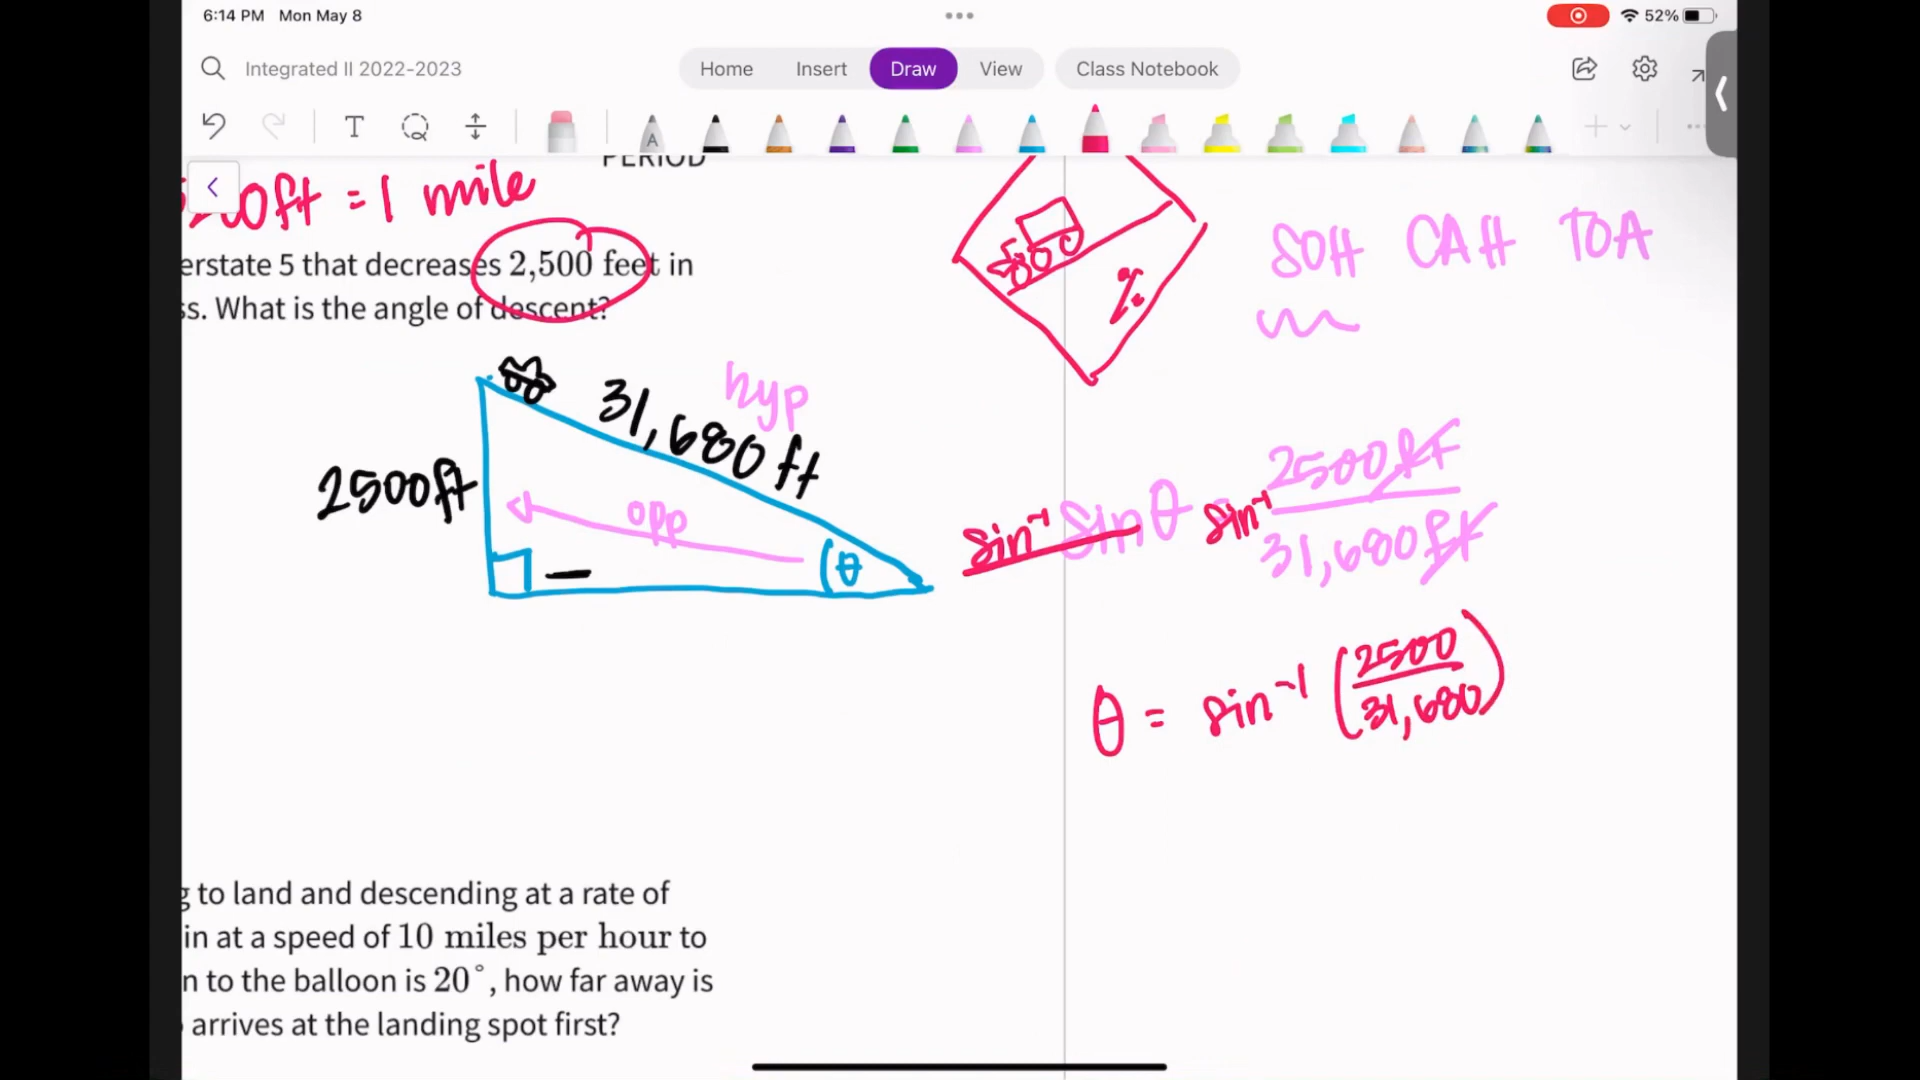 6:14 PM Mon May 8
52%
Integrated II 2022-2023
Home Insert Draw View Class Notebook
T A
PERIOD
0ft = 1 mile
erstate 5 that decreases 2,500 feet in
ss. What is the angle of descent?
%
SOH CAH TOA
hyp
31,680 ft
2500ft
opp
θ
sin⁻¹ sin θ sin⁻¹ 2500ft
31,680ft
θ = sin⁻¹ (2500
31,680)
g to land and descending at a rate of
in at a speed of 10 miles per hour to
n to the balloon is 20°, how far away is
arrives at the landing spot first?